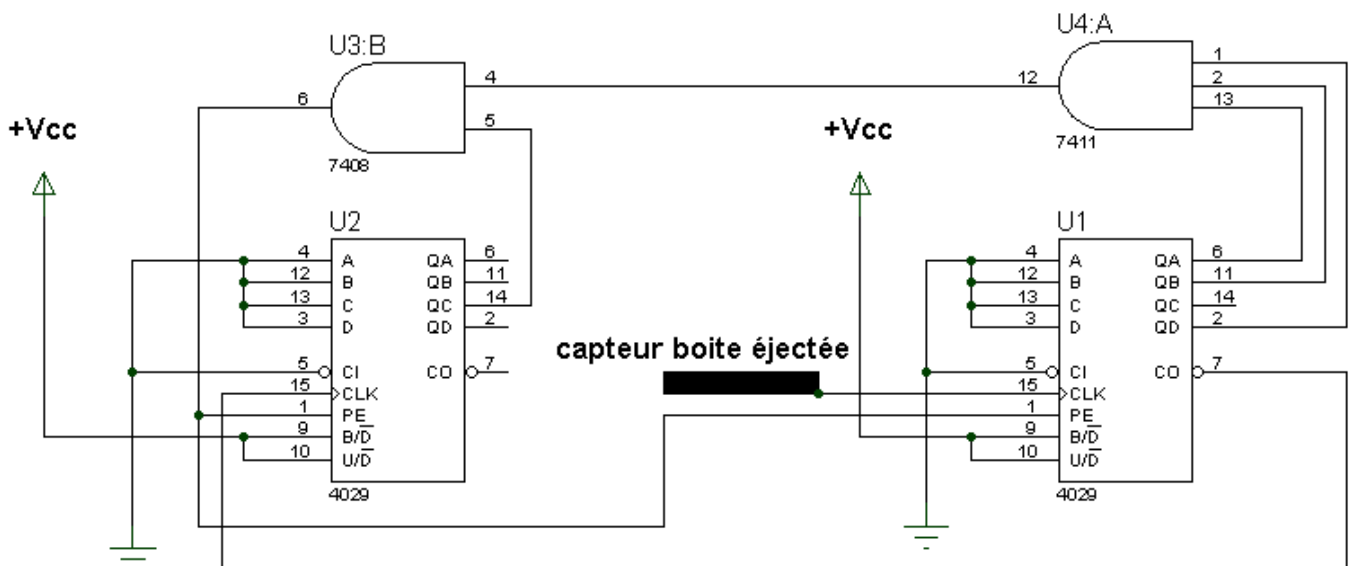 U3:B
4
6
5
7408
U4:A
1
2
12
13
7411
+Vcc
+Vcc
U2
4 A QA 6
12 B QB 11
13 C QC 14
3 D QD 2
5 CI CO 7
15 CLK
1 PE
9 B/D
10 U/D
4029
capteur boite éjectée
U1
4 A QA 6
12 B QB 11
13 C QC 14
3 D QD 2
5 CI CO 7
15 CLK
1 PE
9 B/D
10 U/D
4029